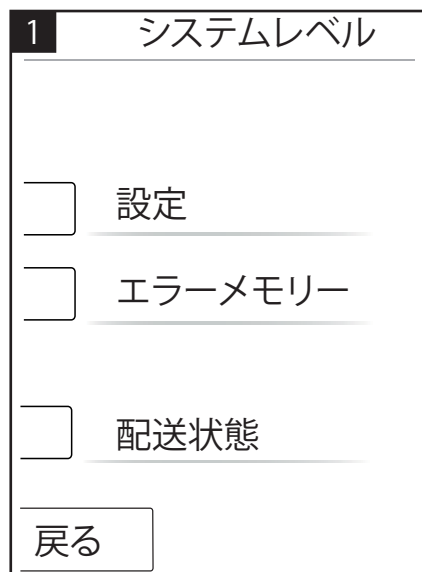 1 システムレベル
設定
エラーメモリー
配送状態
戻る